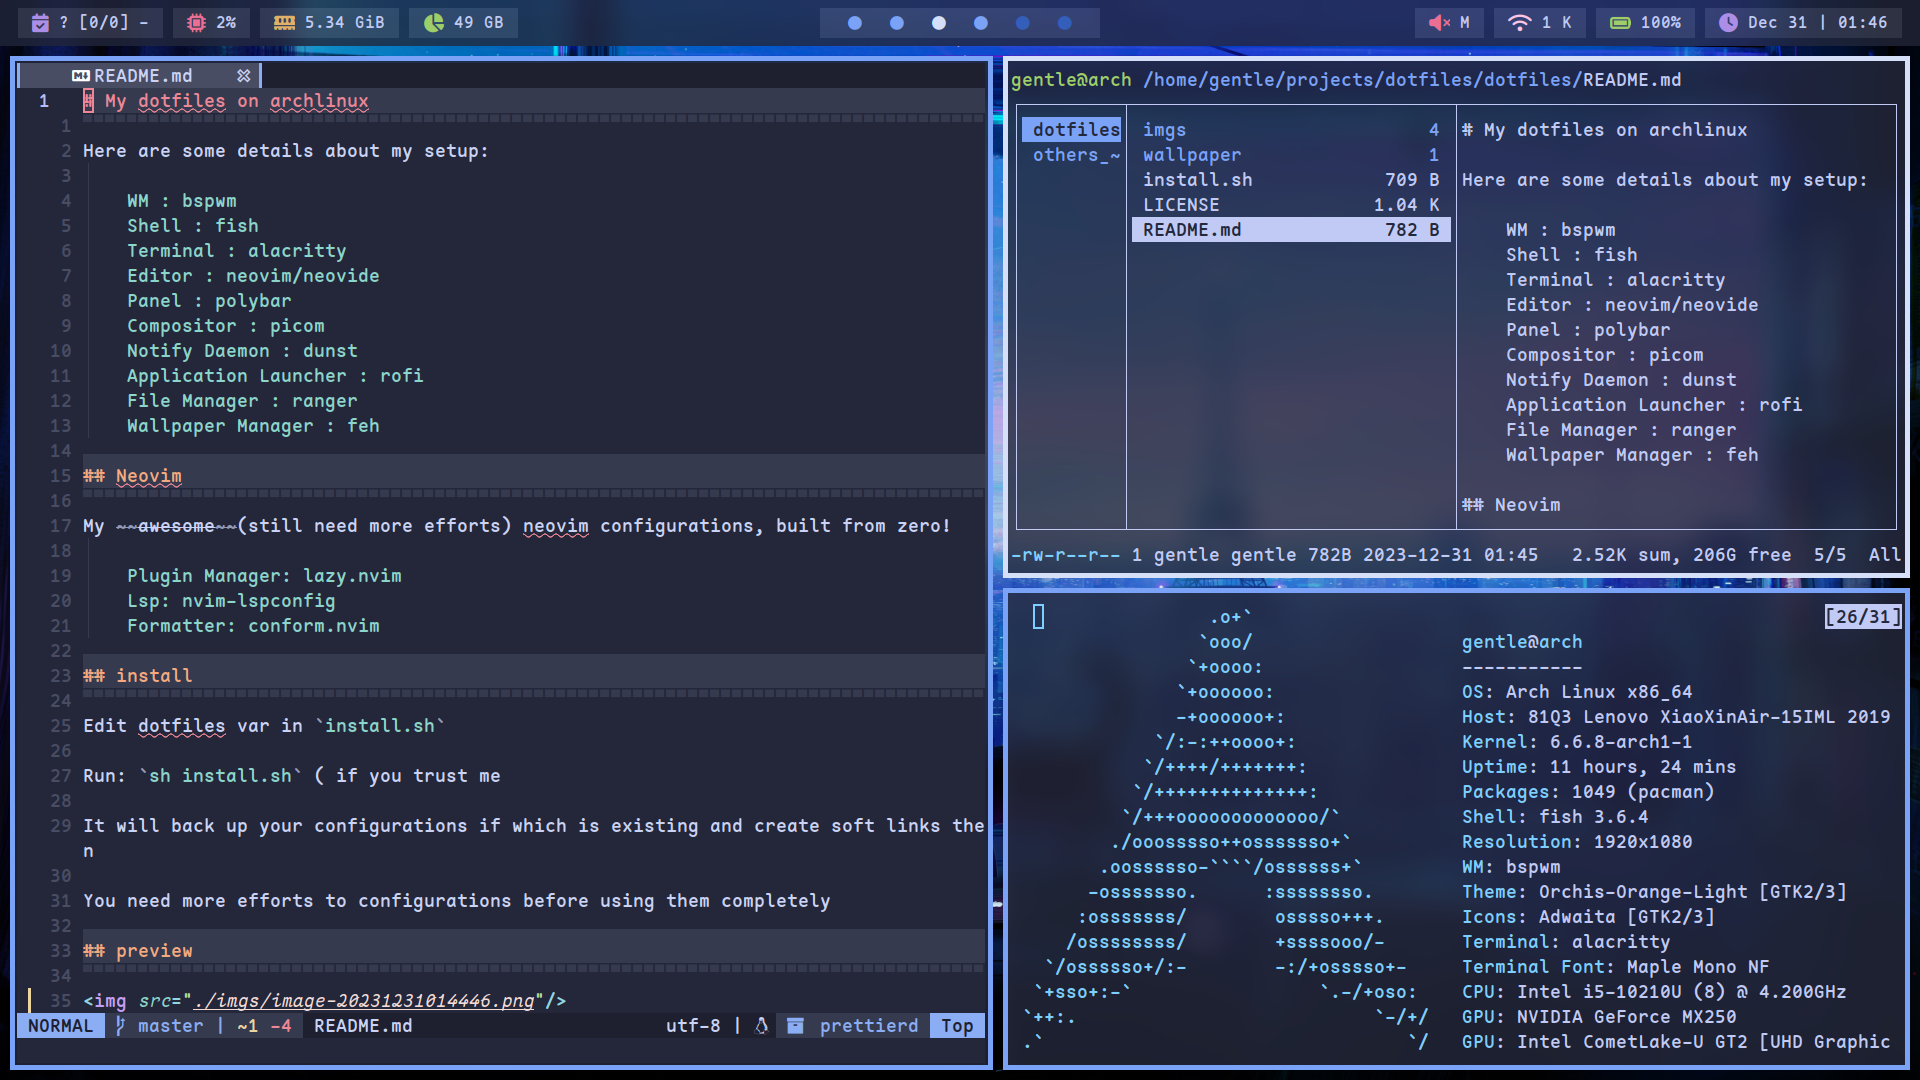 ? [0/0] -
2%
5.34 GiB
49 GB
M
1 K
100%
Dec 31 | 01:46
README.md
1 # My dotfiles on archlinux
1
2 Here are some details about my setup:
3
4 WM : bspwm
5 Shell : fish
6 Terminal : alacritty
7 Editor : neovim/neovide
8 Panel : polybar
9 Compositor : picom
10 Notify Daemon : dunst
11 Application Launcher : rofi
12 File Manager : ranger
13 Wallpaper Manager : feh
14
15 ## Neovim
16
17 My ~~awesome~~(still need more efforts) neovim configurations, built from zero!
18
19 Plugin Manager: lazy.nvim
20 Lsp: nvim-lspconfig
21 Formatter: conform.nvim
22
23 ## install
24
25 Edit dotfiles var in `install.sh`
26
27 Run: `sh install.sh` ( if you trust me
28
29 It will back up your configurations if which is existing and create soft links the
n
30
31 You need more efforts to configurations before using them completely
32
33 ## preview
34
35 <img src="./imgs/image-20231231014446.png"/>
NORMAL master | ~1 -4 README.md utf-8 | prettierd Top
gentle@arch /home/gentle/projects/dotfiles/dotfiles/README.md
dotfiles
others_~
imgs 4
wallpaper 1
install.sh 709 B
LICENSE 1.04 K
README.md 782 B
# My dotfiles on archlinux
Here are some details about my setup:
WM : bspwm
Shell : fish
Terminal : alacritty
Editor : neovim/neovide
Panel : polybar
Compositor : picom
Notify Daemon : dunst
Application Launcher : rofi
File Manager : ranger
Wallpaper Manager : feh
## Neovim
-rw-r--r-- 1 gentle gentle 782B 2023-12-31 01:45 2.52K sum, 206G free 5/5 All
[26/31]
.o+`
`ooo/
`+oooo:
`+oooooo:
-+oooooo+:
`/:-:++oooo+:
`/++++/+++++++:
`/++++++++++++++:
`/+++ooooooooooooo/`
./ooosssso++osssssso+`
.oossssso-````/ossssss+`
-osssssso. :ssssssso.
:osssssss/ osssso+++.
/ossssssss/ +ssssooo/-
`/ossssso+/:- -:/+osssso+-
`+sso+:-` `.-/+oso:
`++:. `-/+/
.` `/
gentle@arch
-----------
OS: Arch Linux x86_64
Host: 81Q3 Lenovo XiaoXinAir-15IML 2019
Kernel: 6.6.8-arch1-1
Uptime: 11 hours, 24 mins
Packages: 1049 (pacman)
Shell: fish 3.6.4
Resolution: 1920x1080
WM: bspwm
Theme: Orchis-Orange-Light [GTK2/3]
Icons: Adwaita [GTK2/3]
Terminal: alacritty
Terminal Font: Maple Mono NF
CPU: Intel i5-10210U (8) @ 4.200GHz
GPU: NVIDIA GeForce MX250
GPU: Intel CometLake-U GT2 [UHD Graphic